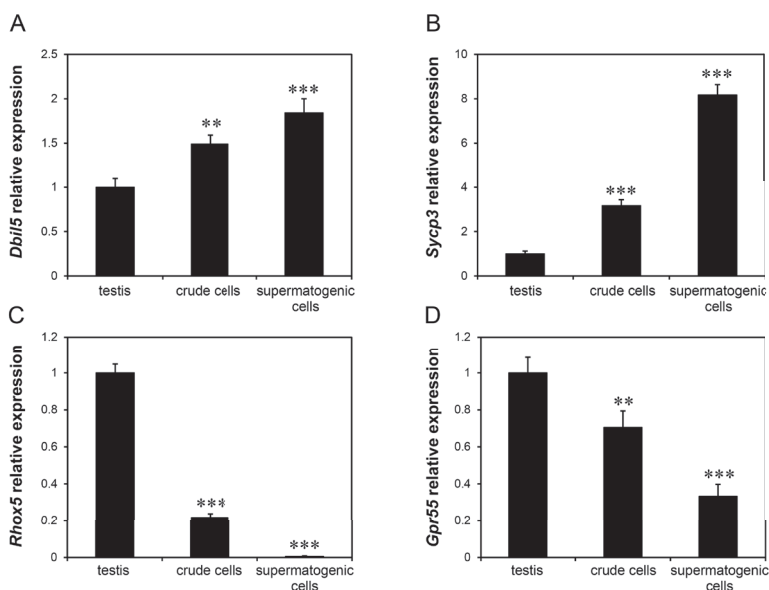 A
Dbil5 relative expression
2.5
2
1.5
1
0.5
0
**
***
testis
crude cells
supermatogenic
cells
B
Sycp3 relative expression
10
8
6
4
2
0
***
***
testis
crude cells
supermatogenic
cells
C
Rhox5 relative expression
1.2
1
0.8
0.6
0.4
0.2
0
***
***
testis
crude cells
supermatogenic
cells
D
Gpr55 relative expression
1.2
1
0.8
0.6
0.4
0.2
0
**
***
testis
crude cells
supermatogenic
cells